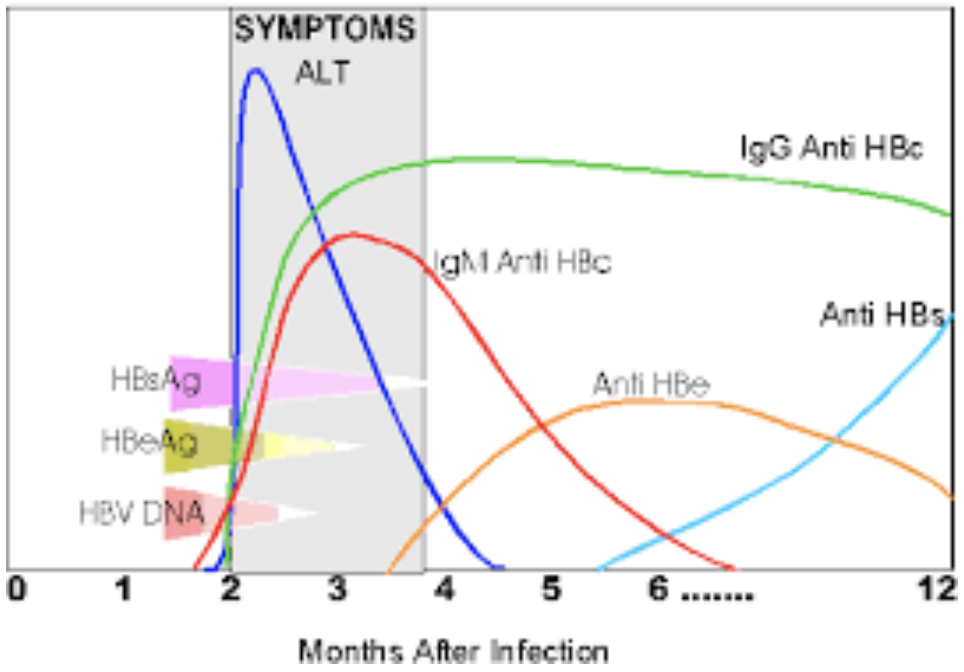 SYMPTOMS
ALT
IgG Anti HBc
IgM Anti HBc
Anti HBs
HBsAg
Anti HBe
HBeAg
HBV DNA
0 1 2 3 4 5 6 ....... 12
Months After Infection